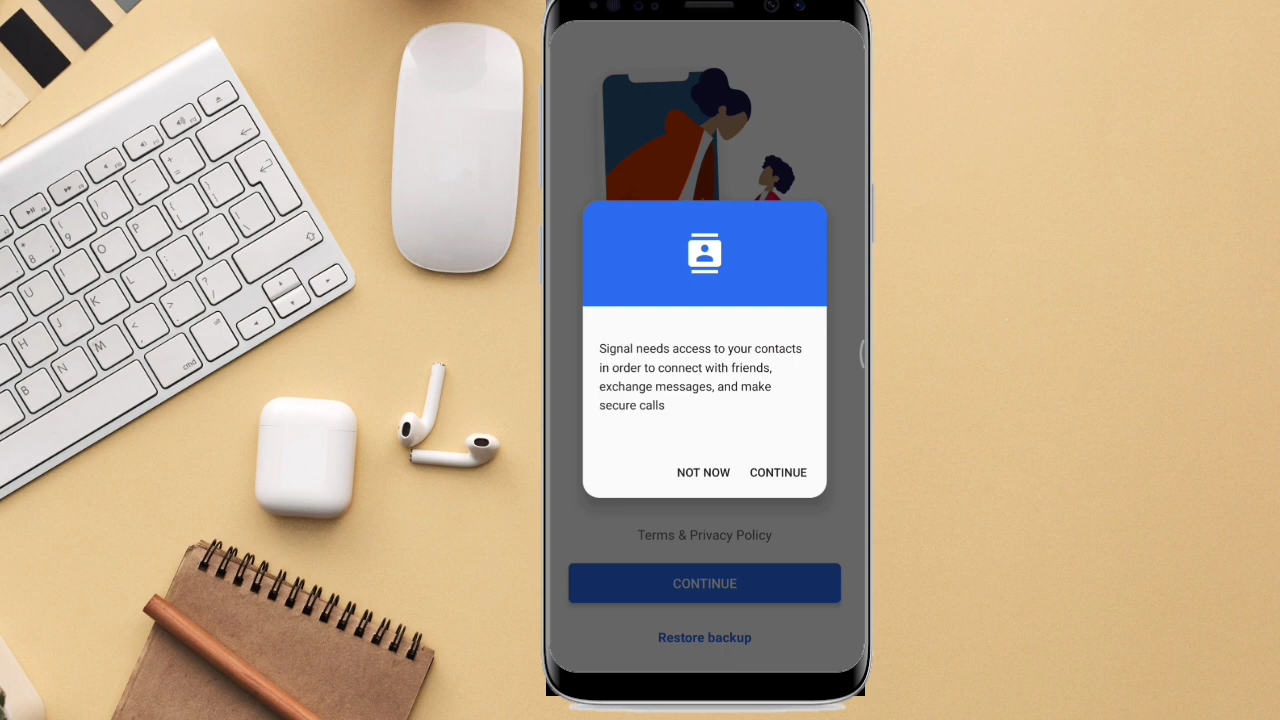 Signal needs access to your contacts
in order to connect with friends,
exchange messages, and make
secure calls
NOT NOW CONTINUE
Terms & Privacy Policy
CONTINUE
Restore backup